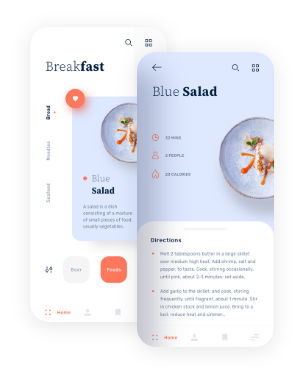 Breakfast
Bread
Noodles
Seafood
Blue
Salad
A salad is a dish
consisting of a mixture
of small pieces of food,
usually vegetables.
Foods
Home
Blue Salad
10 MINS
2 PEOPLE
Directions
Melt 2 tablespoons butter in a large skillet
over medium high heat. Add shrimp, salt and
pepper, to taste. Cook, stirring occasionally,
until pink, about 2-3 minutes; set aside.
Add garlic to the skillet, and cook, stirring
frequently, until fragrant, about 1 minute. Stir
in chicken stock and lemon juice. Bring to a
boil; reduce heat and simmer...
Home